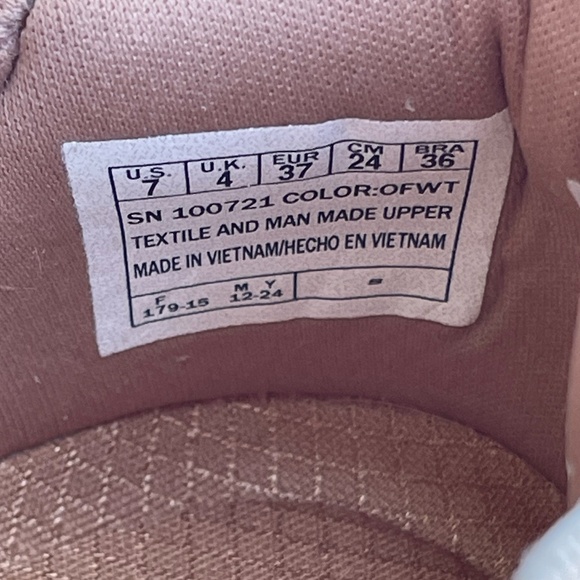 U.S. U.K. EUR CM BRA
7 4 37 24 36
SN 100721 COLOR:OFWT
TEXTILE AND MAN MADE UPPER
MADE IN VIETNAM/HECHO EN VIETNAM
F M Y
179-15 12-24